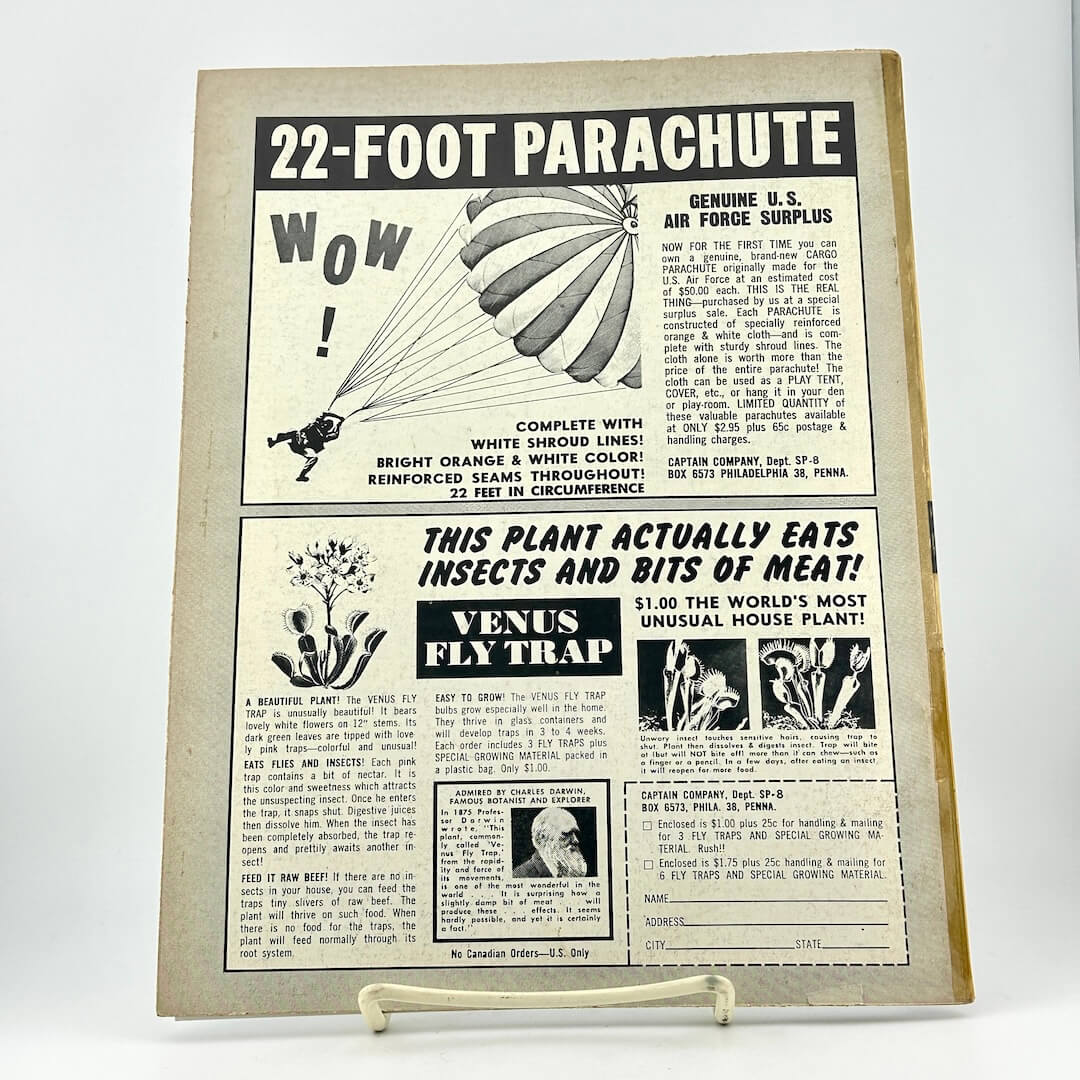 22-FOOT PARACHUTE
WOW
!
COMPLETE WITH
WHITE SHROUD LINES!
BRIGHT ORANGE & WHITE COLOR!
REINFORCED SEAMS THROUGHOUT!
22 FEET IN CIRCUMFERENCE
GENUINE U. S.
AIR FORCE SURPLUS
NOW FOR THE FIRST TIME you can
own a genuine, brand-new CARGO
PARACHUTE originally made for the
U.S. Air Force at an estimated cost
of $50.00 each. THIS IS THE REAL
THING—purchased by us at a special
surplus sale. Each PARACHUTE is
constructed of specially reinforced
orange & white cloth—and is com-
plete with sturdy shroud lines. The
cloth alone is worth more than the
price of the entire parachute! The
cloth can be used as a PLAY TENT,
COVER, etc., or hang it in your den
or play-room. LIMITED QUANTITY of
these valuable parachutes available
at ONLY $2.95 plus 65c postage &
handling charges.
CAPTAIN COMPANY, Dept. SP-8
BOX 6573 PHILADELPHIA 38, PENNA.
THIS PLANT ACTUALLY EATS
INSECTS AND BITS OF MEAT!
VENUS
FLY TRAP
$1.00 THE WORLD'S MOST
UNUSUAL HOUSE PLANT!
A BEAUTIFUL PLANT! The VENUS FLY
TRAP is unusually beautiful! It bears
lovely white flowers on 12" stems. Its
dark green leaves are tipped with love
ly pink traps—colorful and unusual!
EATS FLIES AND INSECTS! Each pink
trap contains a bit of nectar. It is
this color and sweetness which attracts
the unsuspecting insect. Once he enters
the trap, it snaps shut. Digestive juices
then dissolve him. When the insect has
been completely absorbed, the trap re-
opens and prettily awaits another in-
sect!
FEED IT RAW BEEF! If there are no in-
sects in your house, you can feed the
traps tiny slivers of raw beef. The
plant will thrive on such food. When
there is no food for the traps, the
plant will feed normally through its
root system.
EASY TO GROW! The VENUS FLY TRAP
bulbs grow especially well in the home.
They thrive in glass containers and
will develop traps in 3 to 4 weeks.
Each order includes 3 FLY TRAPS plus
SPECIAL GROWING MATERIAL packed in
a plastic bag. Only $1.00.
ADMIRED BY CHARLES DARWIN,
FAMOUS BOTANIST AND EXPLORER
In 1875 Profes-
sor Darwin
wrote, "This
plant, common-
ly called 'Ve-
nus Fly Trap,'
from the rapid-
ity and force of
its movements,
is one of the most wonderful in the
world . . . It is surprising how a
slightly damp bit of meat . . . will
produce these . . . effects. It seems
hardly possible, and yet it is certainly
a fact."
No Canadian Orders—U.S. Only
Unwary insect touches sensitive hairs, causing trap to
shut. Plant then dissolves & digests insect. Trap will bite
at (but will NOT bite off) more than it can chew—such as
a finger or a pencil. In a few days, after eating an insect,
it will reopen for more food.
CAPTAIN COMPANY, Dept. SP-8
BOX 6573, PHILA. 38, PENNA.
Enclosed is $1.00 plus 25c for handling & mailing
for 3 FLY TRAPS AND SPECIAL GROWING MA-
TERIAL. Rush!!
Enclosed is $1.75 plus 25c handling & mailing for
6 FLY TRAPS AND SPECIAL GROWING MATERIAL.
NAME
ADDRESS
CITY STATE